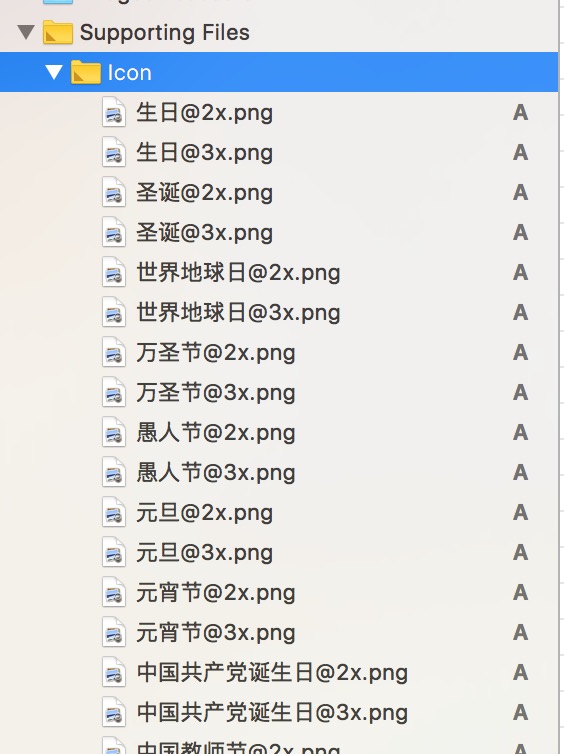 Supporting Files
Icon
生日@2x.png A
生日@3x.png A
圣诞@2x.png A
圣诞@3x.png A
世界地球日@2x.png A
世界地球日@3x.png A
万圣节@2x.png A
万圣节@3x.png A
愚人节@2x.png A
愚人节@3x.png A
元旦@2x.png A
元旦@3x.png A
元宵节@2x.png A
元宵节@3x.png A
中国共产党诞生日@2x.png A
中国共产党诞生日@3x.png A
中国教师节@2x.png A